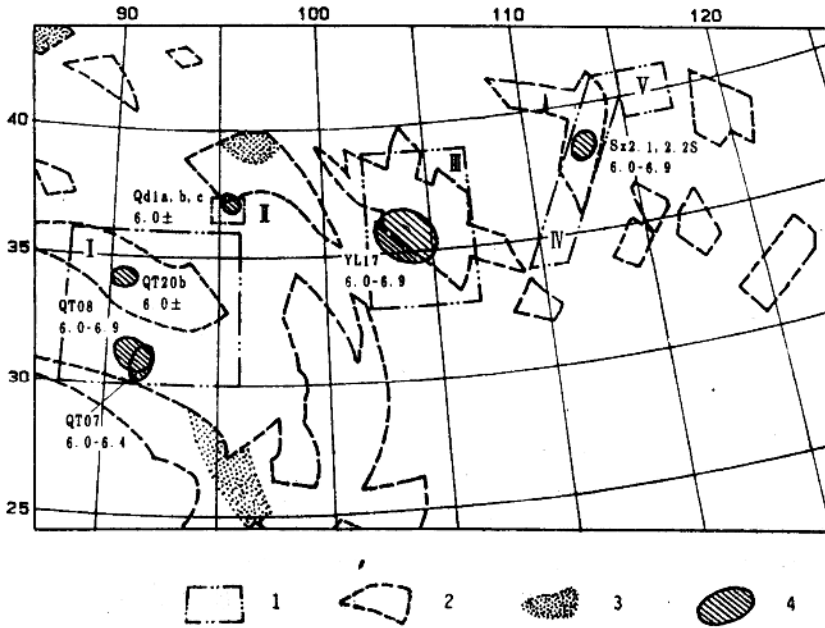 90 100 110 120
40
35
30
25
V
Sx2.1, 2.2S
6.0-6.9
Ⅲ
Qd1a, b, c
6.0±
Ⅱ
Ⅰ
Ⅳ
YL17
6.0-6.9
QT20b
6.0±
QT08
6.0-6.9
QT07
6.0-6.4
1 2 3 4